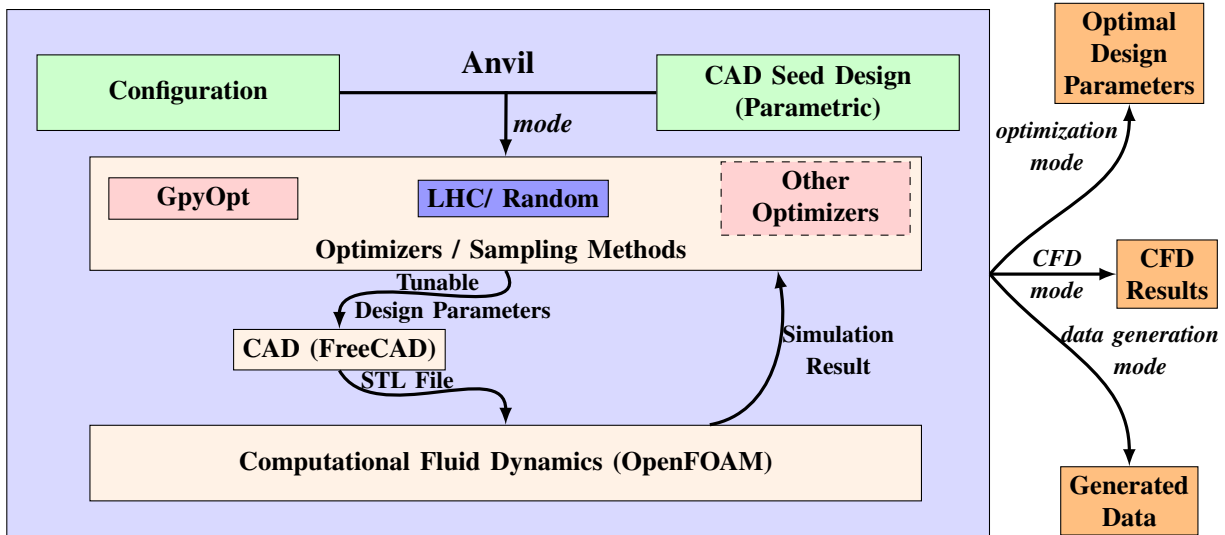 Anvil
Configuration
CAD Seed Design
(Parametric)
mode
GpyOpt
LHC/ Random
Other
Optimizers
Optimizers / Sampling Methods
Tunable
Design Parameters
CAD (FreeCAD)
STL File
Simulation
Result
Computational Fluid Dynamics (OpenFOAM)
Optimal
Design
Parameters
optimization
mode
CFD
mode
CFD
Results
data generation
mode
Generated
Data